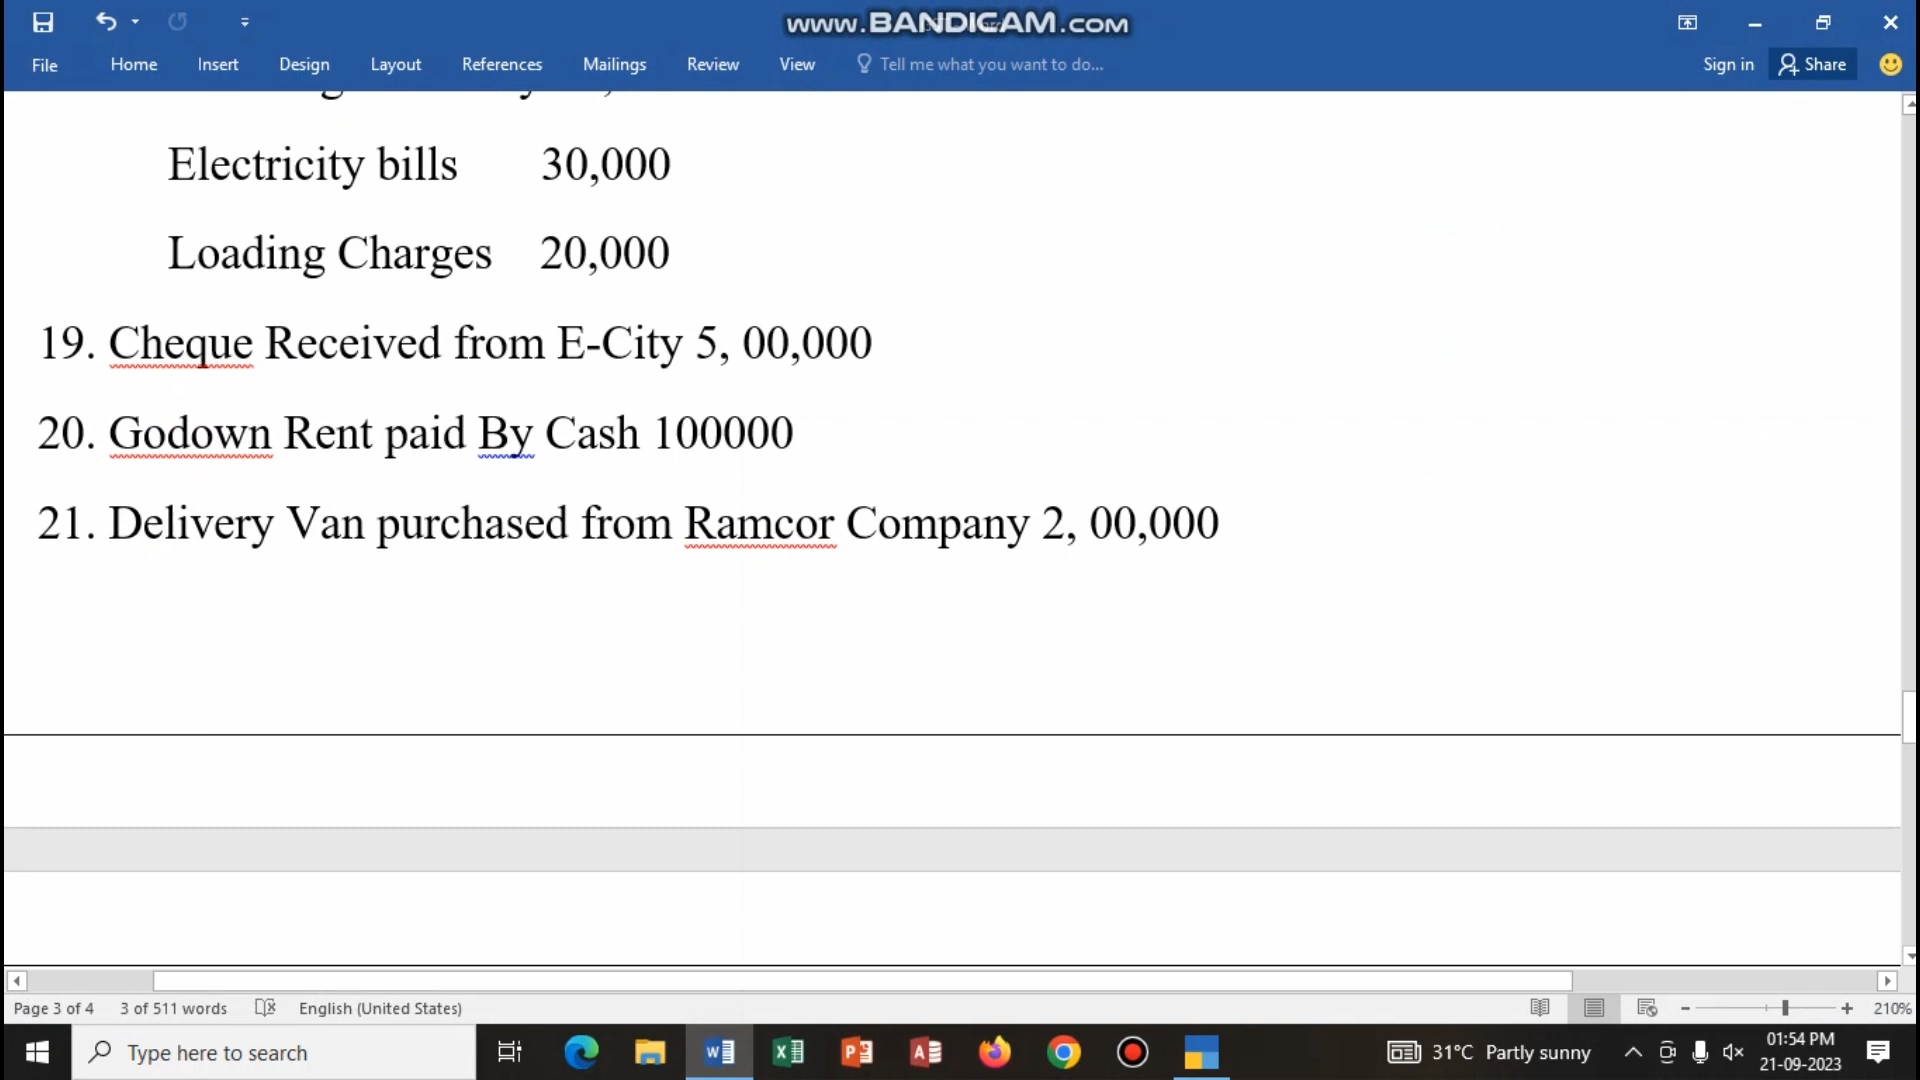 www.BANDICAM.com
File Home Insert Design Layout References Mailings Review View Tell me what you want to do... Sign in Share
Electricity bills 30,000
Loading Charges 20,000
19. Cheque Received from E-City 5, 00,000
20. Godown Rent paid By Cash 100000
21. Delivery Van purchased from Ramcor Company 2, 00,000
Page 3 of 4 3 of 511 words English (United States) 210%
Type here to search 31°C Partly sunny 01:54 PM
21-09-2023